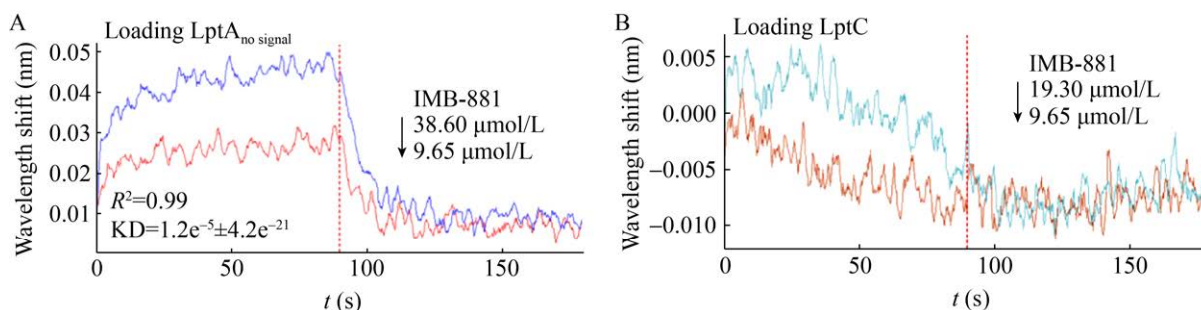 A
Loading LptA no signal
Wavelength shift (nm)
0.05
0.04
0.03
0.02
0.01
IMB-881
38.60 μmol/L
9.65 μmol/L
R²=0.99
KD=1.2e⁻⁵±4.2e⁻²¹
0 50 100 150
t (s)
B
Loading LptC
Wavelength shift (nm)
0.005
0.000
−0.005
−0.010
IMB-881
19.30 μmol/L
9.65 μmol/L
0 50 100 150
t (s)